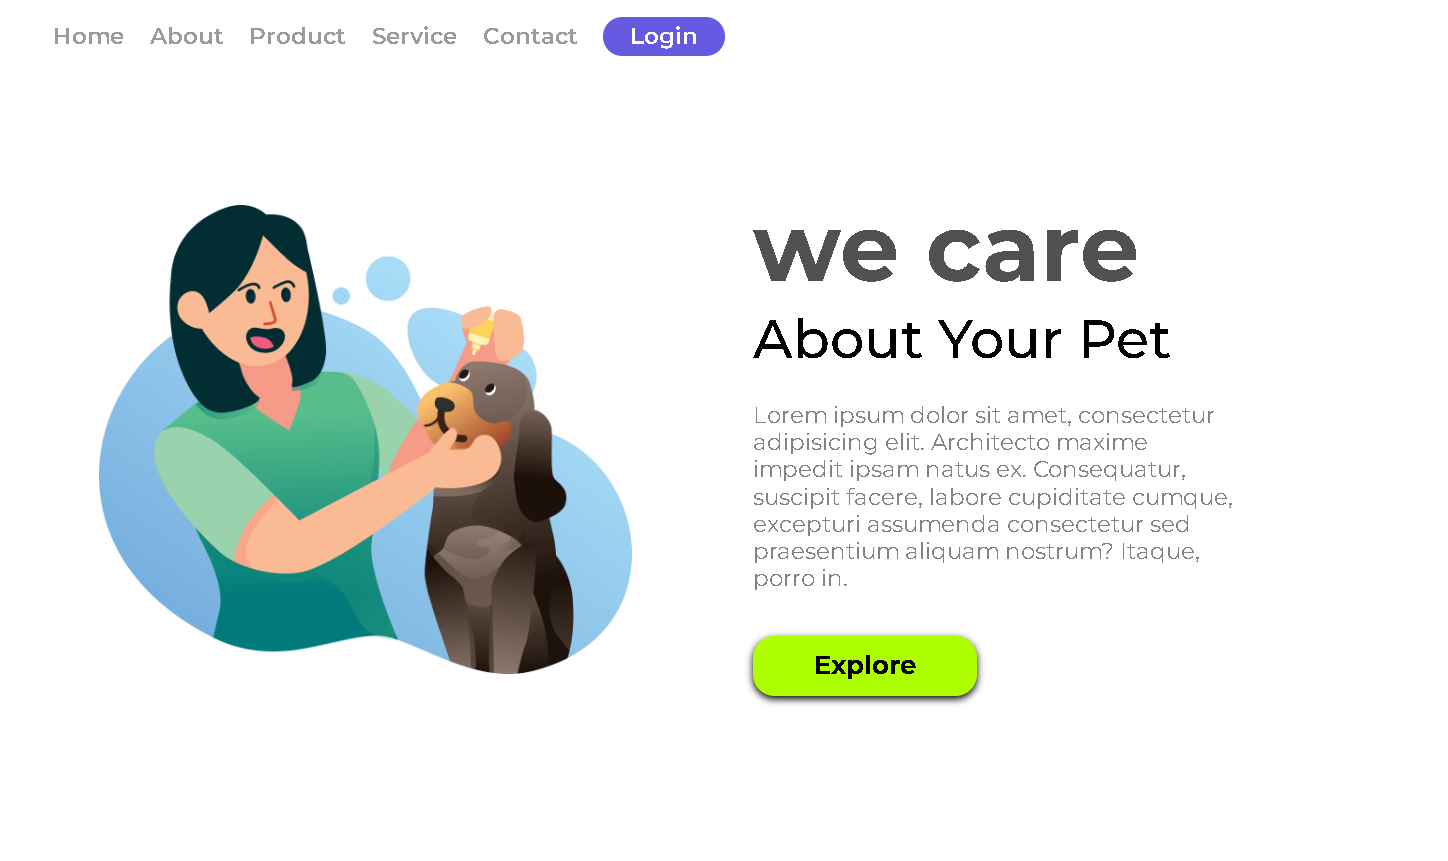 Home About Product Service Contact Login
we care
About Your Pet
Lorem ipsum dolor sit amet, consectetur
adipisicing elit. Architecto maxime
impedit ipsam natus ex. Consequatur,
suscipit facere, labore cupiditate cumque,
excepturi assumenda consectetur sed
praesentium aliquam nostrum? Itaque,
porro in.
Explore